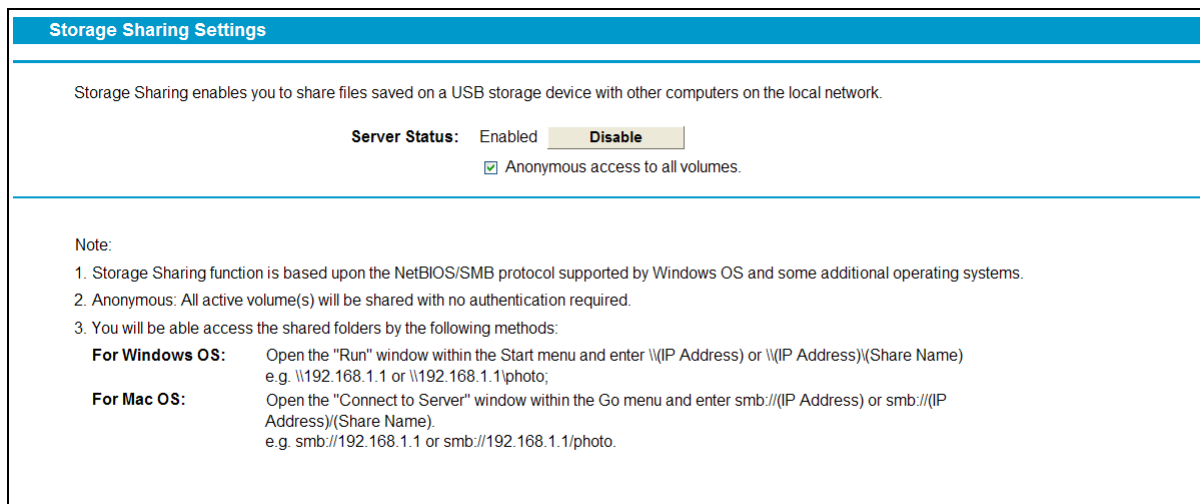 Storage Sharing Settings
Storage Sharing enables you to share files saved on a USB storage device with other computers on the local network.
Server Status: Enabled Disable
Anonymous access to all volumes.
Note:
1. Storage Sharing function is based upon the NetBIOS/SMB protocol supported by Windows OS and some additional operating systems.
2. Anonymous: All active volume(s) will be shared with no authentication required.
3. You will be able access the shared folders by the following methods:
For Windows OS: Open the "Run" window within the Start menu and enter \\(IP Address) or \\(IP Address)\(Share Name)
e.g. \\192.168.1.1 or \\192.168.1.1\photo;
For Mac OS: Open the "Connect to Server" window within the Go menu and enter smb://(IP Address) or smb://(IP
Address)/(Share Name).
e.g. smb://192.168.1.1 or smb://192.168.1.1/photo.